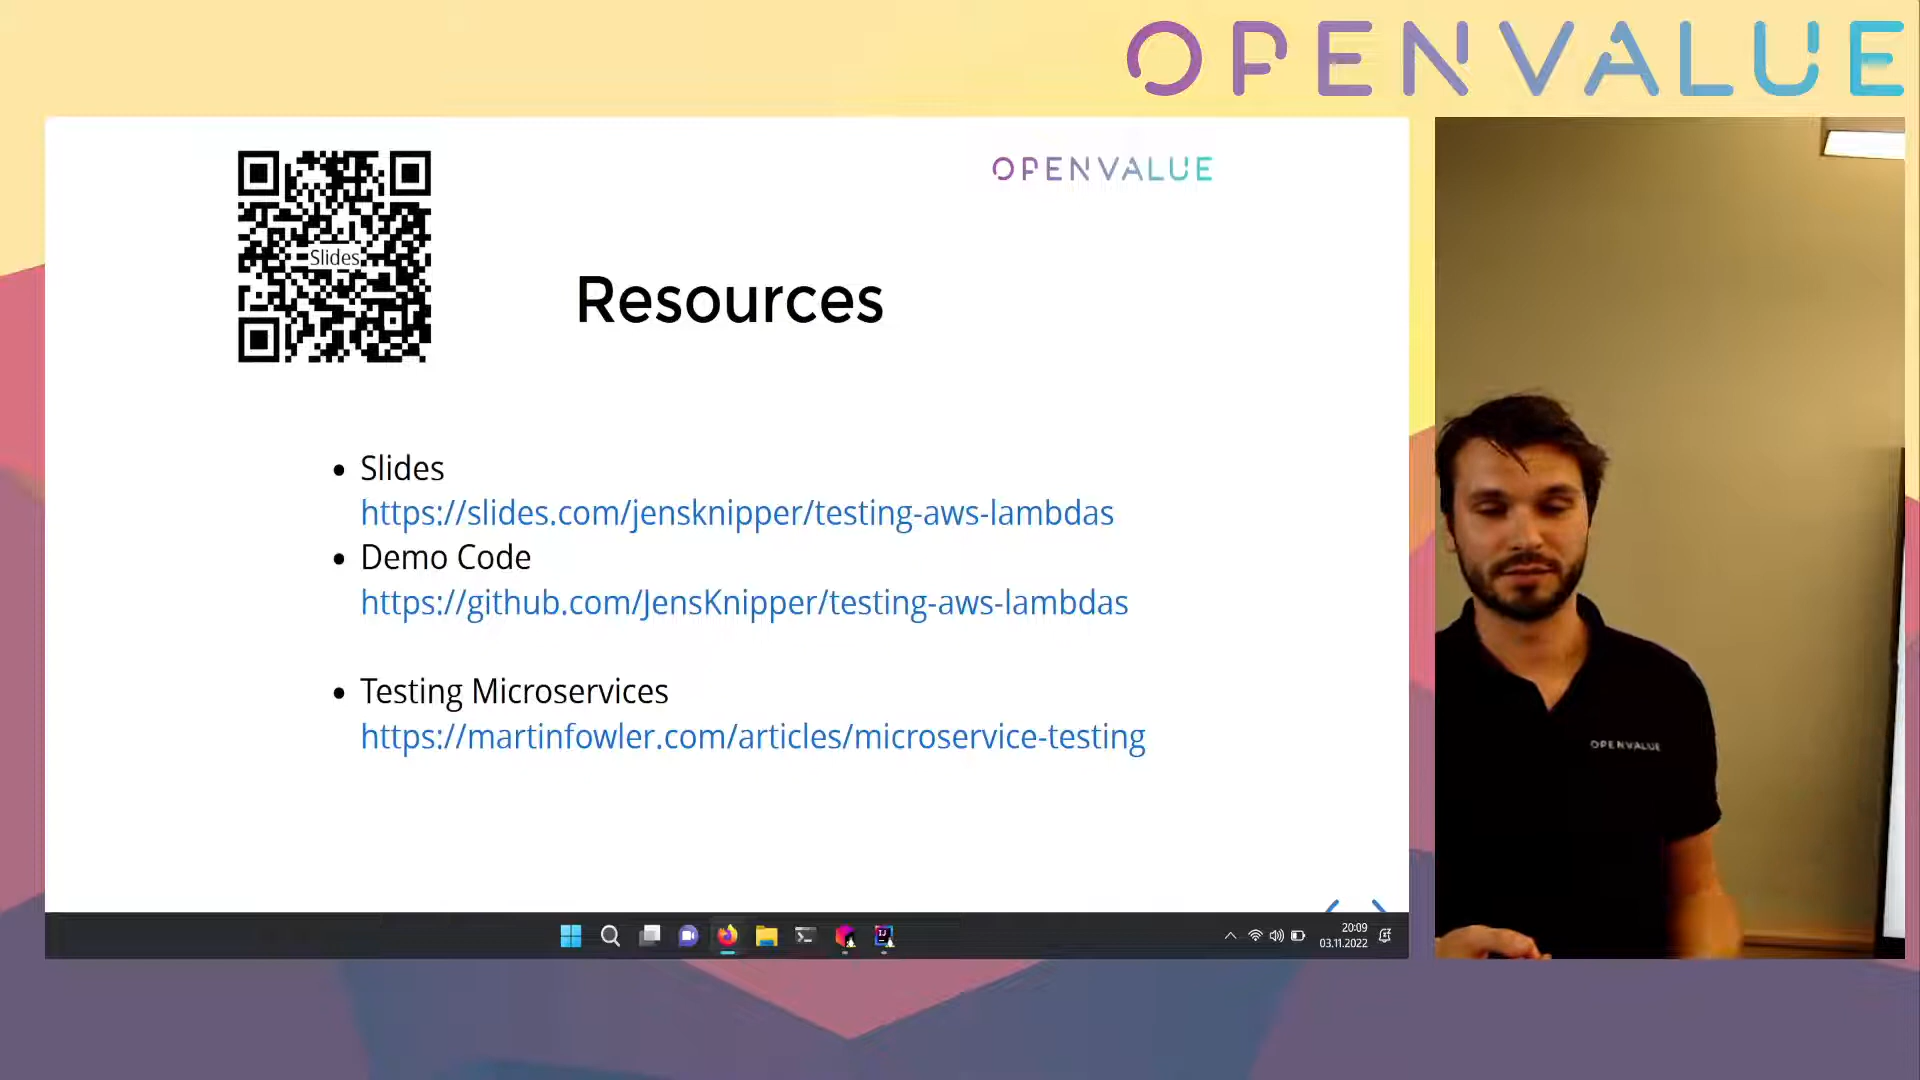 OPENVALUE
OPENVALUE
Slides
Resources
Slides
https://slides.com/jensknipper/testing-aws-lambdas
Demo Code
https://github.com/JensKnipper/testing-aws-lambdas
Testing Microservices
https://martinfowler.com/articles/microservice-testing
OPENVALUE
20:09
03.11.2022